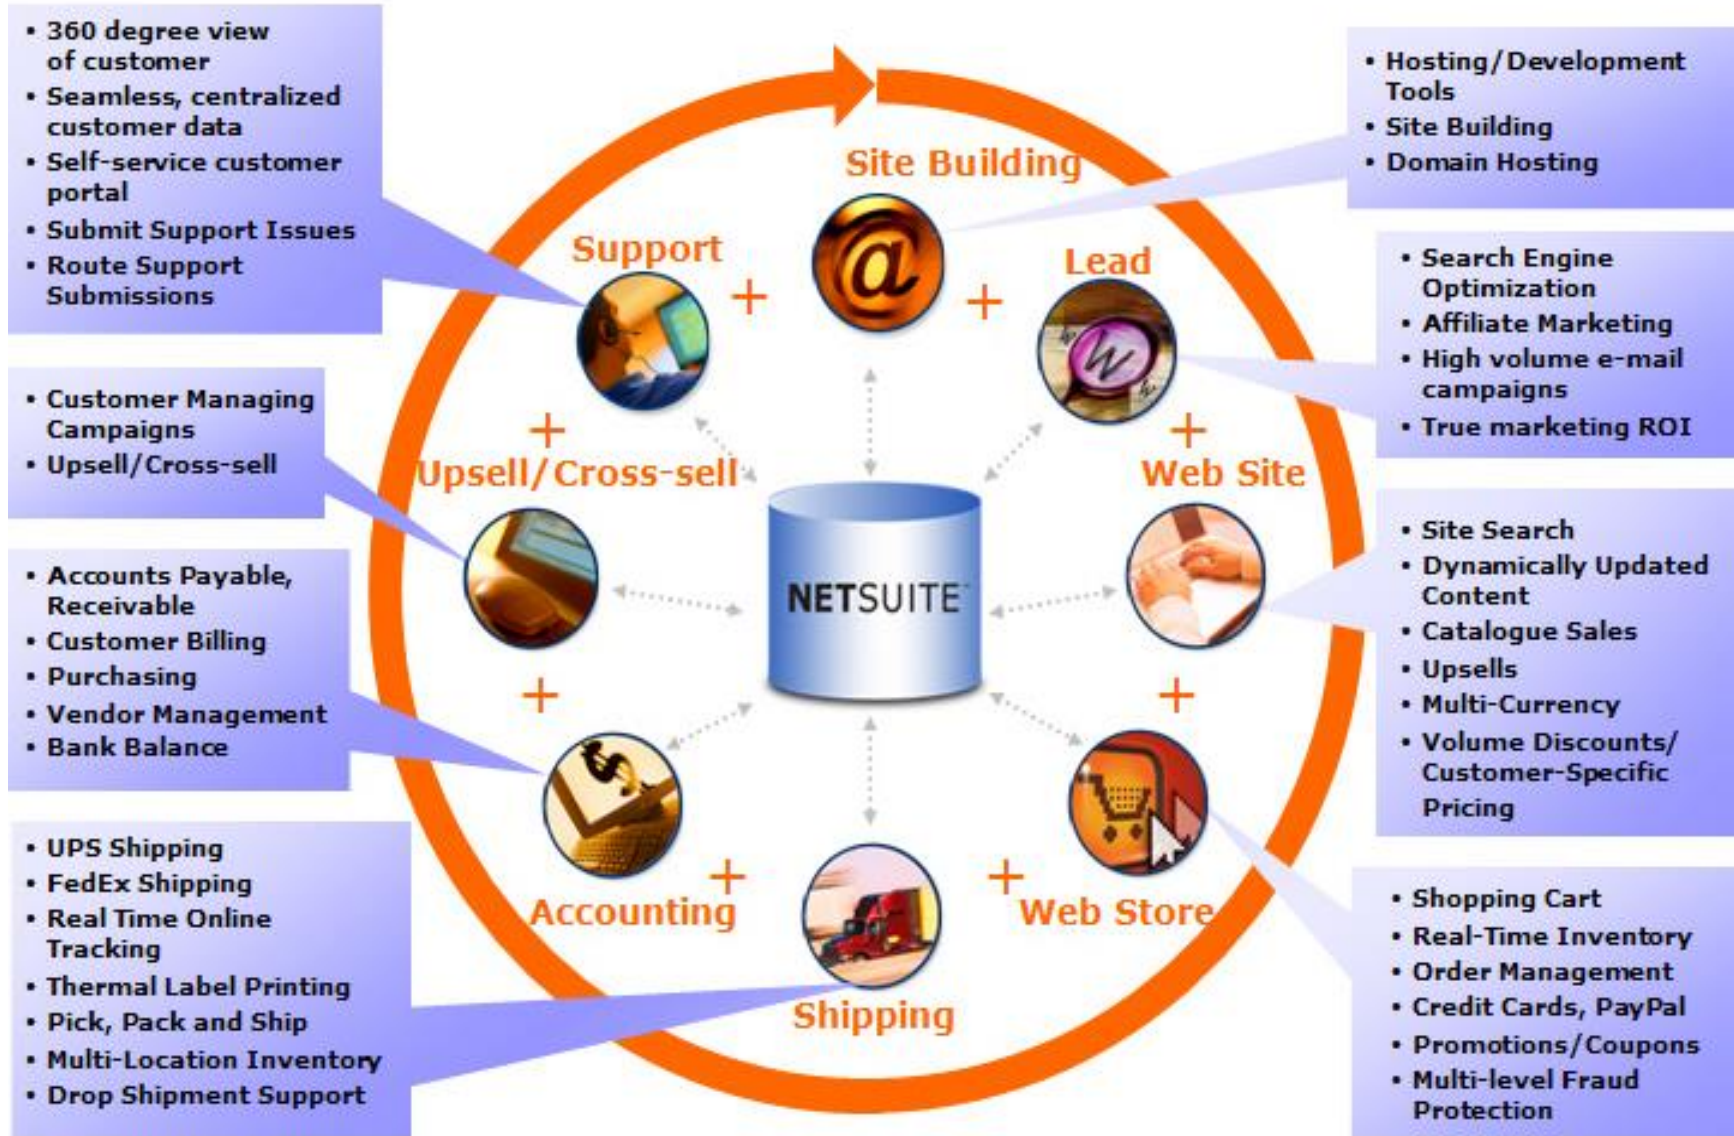 • 360 degree view
of customer
• Seamless, centralized
customer data
• Self-service customer
portal
• Submit Support Issues
• Route Support
Submissions
• Customer Managing
Campaigns
• Upsell/Cross-sell
• Accounts Payable,
Receivable
• Customer Billing
• Purchasing
• Vendor Management
• Bank Balance
• UPS Shipping
• FedEx Shipping
• Real Time Online
Tracking
• Thermal Label Printing
• Pick, Pack and Ship
• Multi-Location Inventory
• Drop Shipment Support
Site Building
@
Support
+
+
Lead
W
+
+
Upsell/Cross-sell
Web Site
NETSUITE™
+
+
$
Accounting
+
+
Web Store
Shipping
• Hosting/Development
Tools
• Site Building
• Domain Hosting
• Search Engine
Optimization
• Affiliate Marketing
• High volume e-mail
campaigns
• True marketing ROI
• Site Search
• Dynamically Updated
Content
• Catalogue Sales
• Upsells
• Multi-Currency
• Volume Discounts/
Customer-Specific
Pricing
• Shopping Cart
• Real-Time Inventory
• Order Management
• Credit Cards, PayPal
• Promotions/Coupons
• Multi-level Fraud
Protection